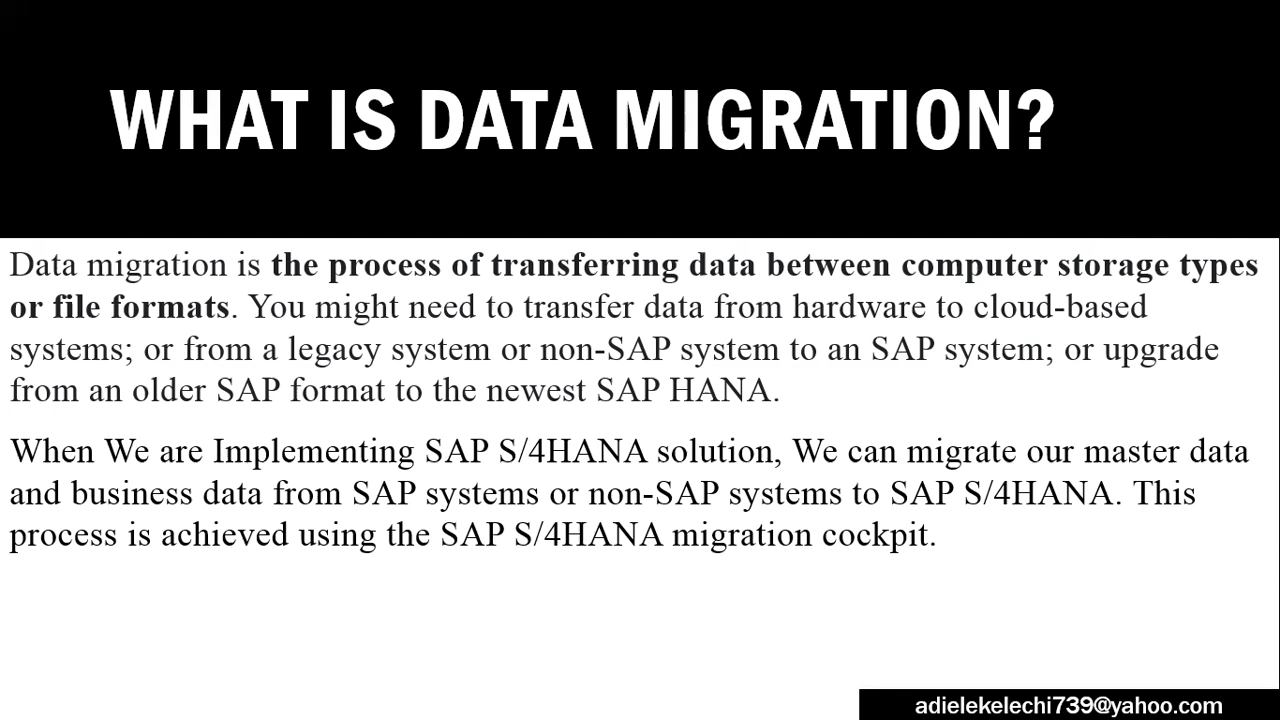 WHAT IS DATA MIGRATION?
Data migration is the process of transferring data between computer storage types
or file formats. You might need to transfer data from hardware to cloud-based
systems; or from a legacy system or non-SAP system to an SAP system; or upgrade
from an older SAP format to the newest SAP HANA.
When We are Implementing SAP S/4HANA solution, We can migrate our master data
and business data from SAP systems or non-SAP systems to SAP S/4HANA. This
process is achieved using the SAP S/4HANA migration cockpit.
adielekelechi739@yahoo.com